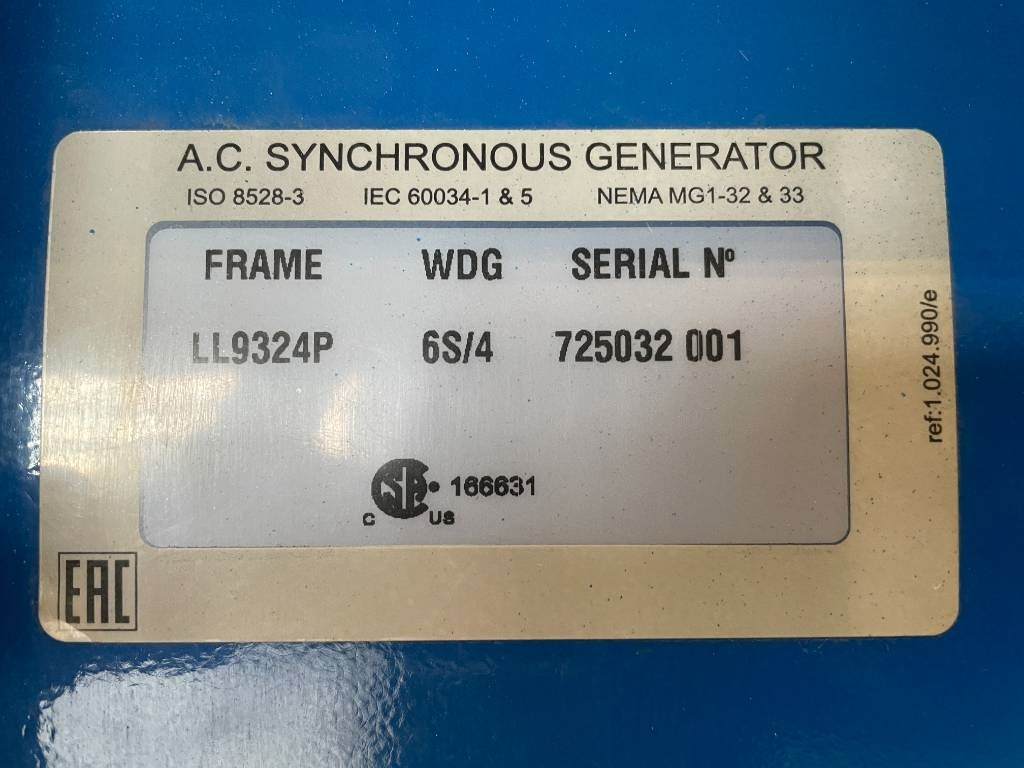 A.C. SYNCHRONOUS GENERATOR
ISO 8528-3 IEC 60034-1 & 5 NEMA MG1-32 & 33
FRAME WDG SERIAL Nº
LL9324P 6S/4 725032 001
CSA 166631
C US
EAC
ref:1.024.990/e